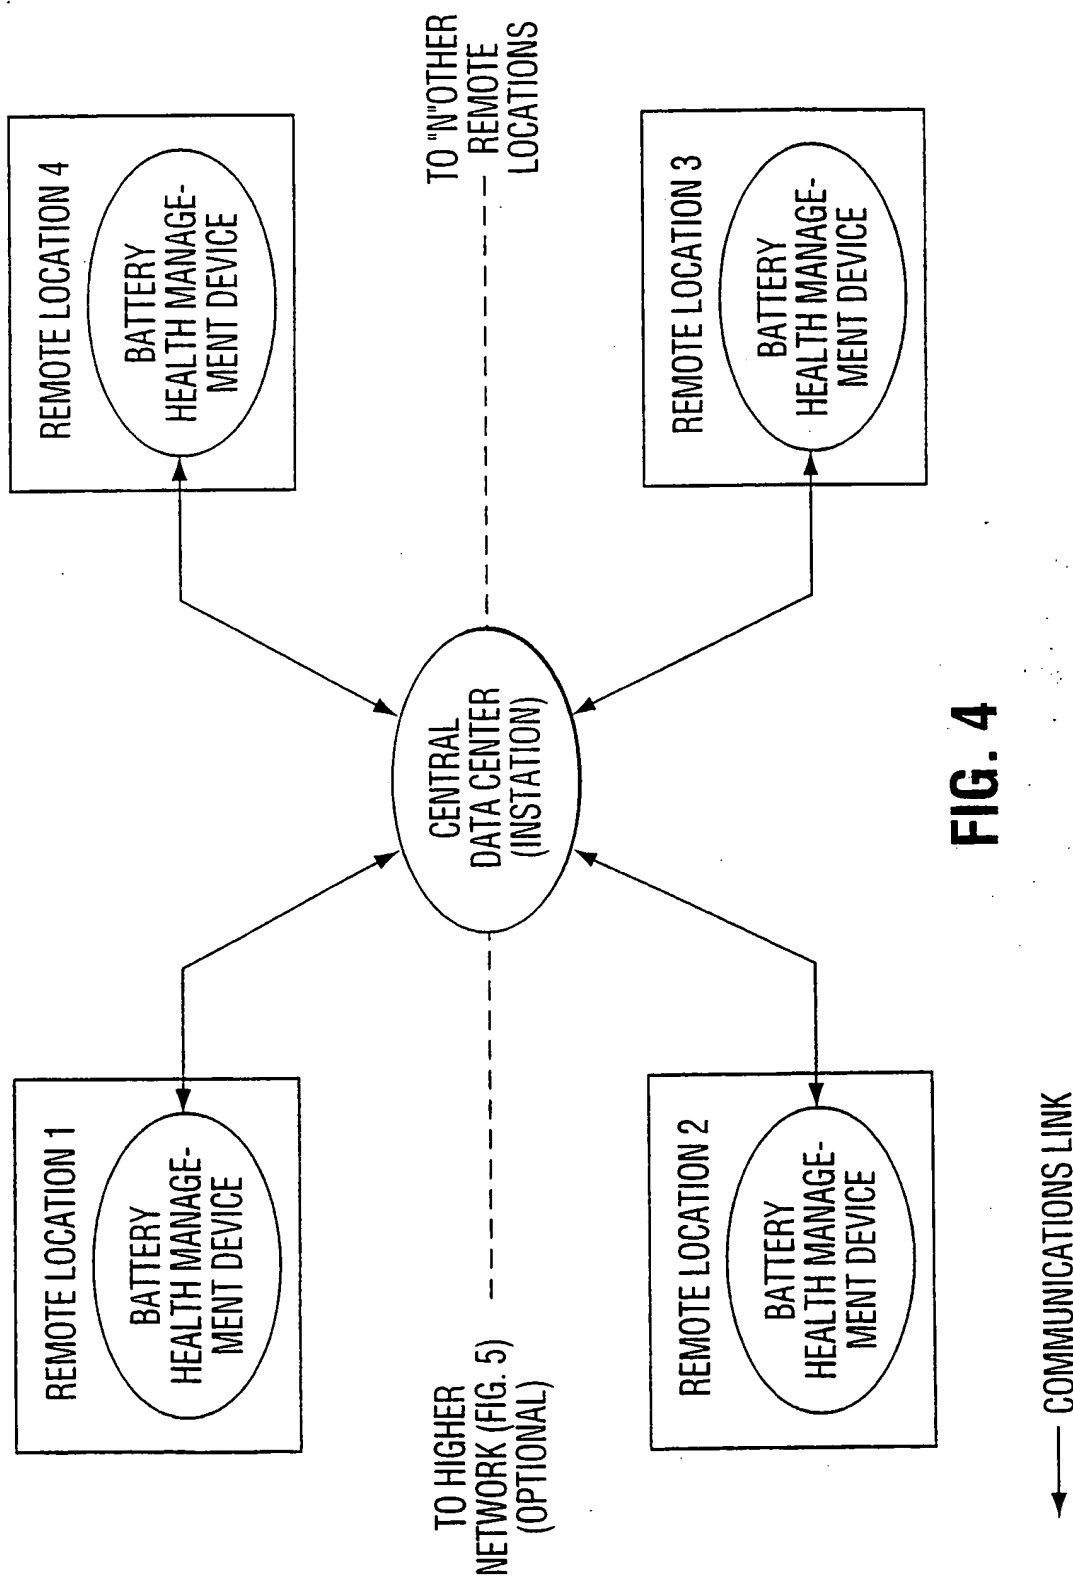 REMOTE LOCATION 1
BATTERY
HEALTH MANAGE-
MENT DEVICE
REMOTE LOCATION 4
BATTERY
HEALTH MANAGE-
MENT DEVICE
TO HIGHER
NETWORK (FIG. 5)
(OPTIONAL)
CENTRAL
DATA CENTER
(INSTATION)
TO "N"OTHER
REMOTE
LOCATIONS
REMOTE LOCATION 2
BATTERY
HEALTH MANAGE-
MENT DEVICE
REMOTE LOCATION 3
BATTERY
HEALTH MANAGE-
MENT DEVICE
FIG. 4
COMMUNICATIONS LINK